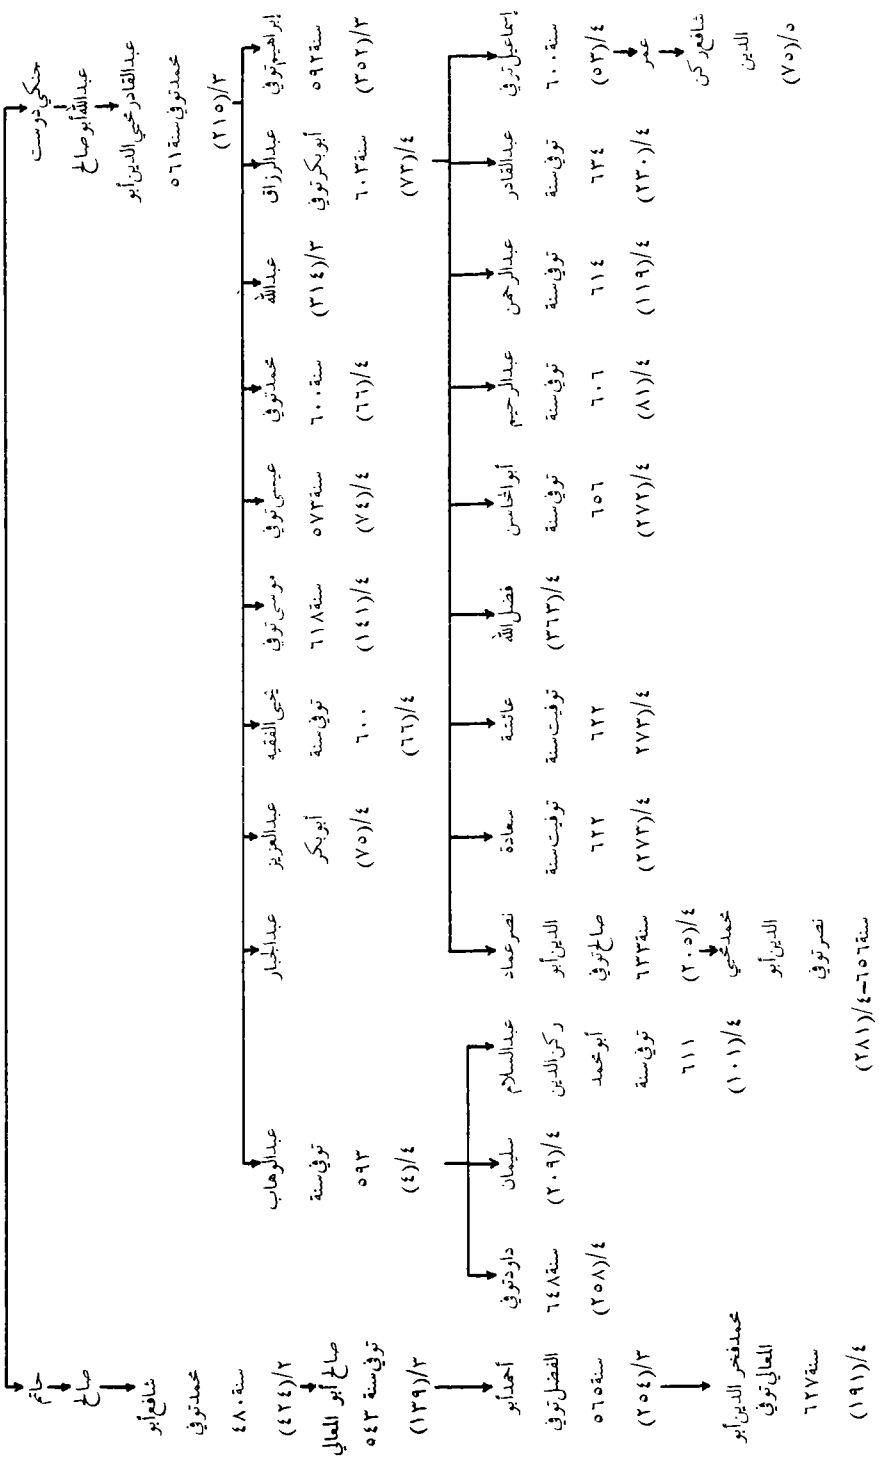 جنكي دوست
عبدالله أبو صالح
عبدالقادر محيي الدين أبو
محمد توفي سنة ٥٦١
٣/(٢١٥)
إبراهيم توفي
سنة ٥٩٢
٣/(٣٥٢)
عبدالرزاق
أبو بكر توفي
سنة ٦٠٣
٤/(٧٣)
عبدالله
٣/(٣١٤)
محمد توفي
سنة ٦٠٠
٤/(٦٦)
عيسى توفي
سنة ٥٧٣
٤/(٧٤)
موسى توفي
سنة ٦١٨
٤/(١٤١)
يحيى الفقيه
توفي سنة
٦٠٠
٤/(٦٦)
عبدالعزيز
أبو بكر
٤/(٧٥)
عبدالجبار
عبدالوهاب
توفي سنة
٥٩٣
٤/(٤)
إسماعيل توفي
سنة ٦٠٠
٤/(٥٣)
عمر
شافع ركن
الدين
٥/(٧٥)
عبدالقادر
توفي سنة
٦٣٤
٤/(٢٣٠)
عبدالرحمن
توفي سنة
٦١٤
٤/(١١٩)
عبدالرحيم
توفي سنة
٦٠٦
٤/(٨١)
أبو المحاسن
توفي سنة
٦٥٦
٤/(٢٧٢)
فضل الله
٤/(٣٦٣)
عائشة
توفيت سنة
٦٢٢
٤/(٢٧٣
سعادة
توفيت سنة
٦٢٢
٤/(٢٧٣)
نصر عماد
الدين أبو
صالح توفي
سنة ٦٣٣
٤/(٢٠٥)
محمد محيي
الدين أبو
نصر توفي
سنة ٦٥٦–٤/(٢٨١)
عبدالسلام
ركن الدين
أبو محمد
توفي سنة
٦١١
٤/(١٠١)
سليمان
٤/(٢٠٩)
داود توفي
سنة ٦٤٨
٤/(٢٥٨)
حاتم
صالح
شافع أبو
محمد توفي
سنة ٤٨٠
٢/(٤٢٤)
صالح أبو المعالي
توفي سنة ٥٤٣
٣/(١٣٩)
أحمد أبو
الفضل توفي
سنة ٥٦٥
٣/(٢٥٤)
محمد فخر الدين أبو
المعالي توفي
سنة ٦٢٧
٤/(١٩١)